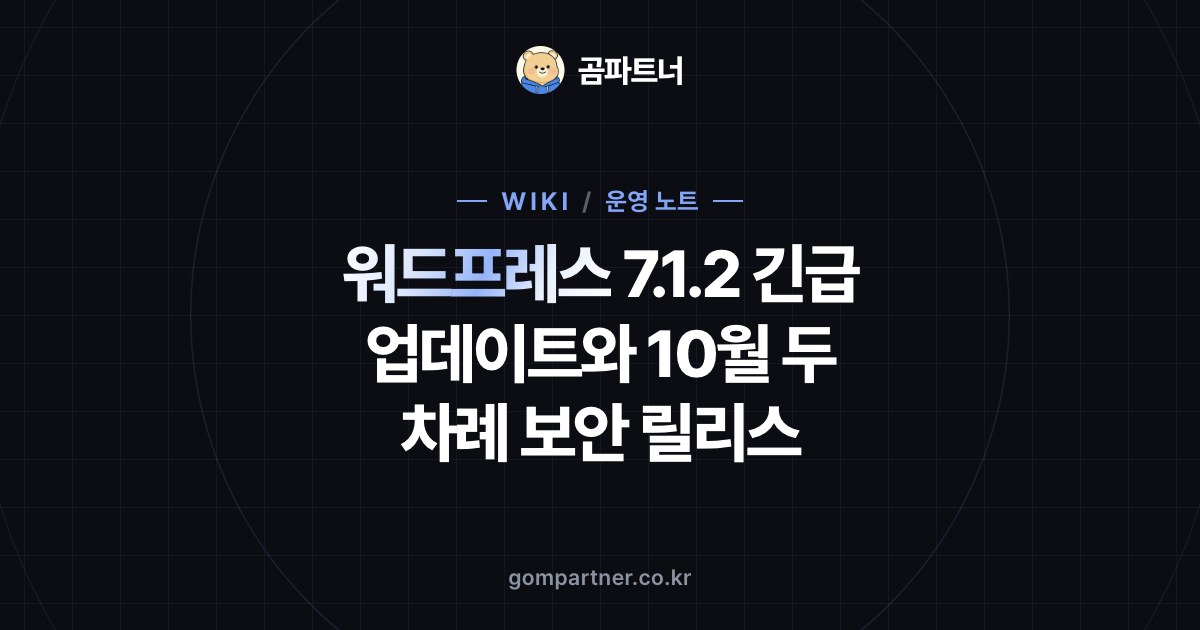 곰파트너
WIKI / 운영 노트
워드프레스 7.1.2 긴급
업데이트와 10월 두
차례 보안 릴리스
gompartner.co.kr